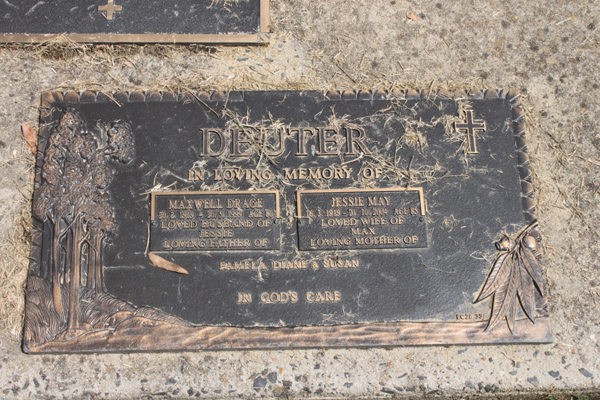 DEUTER
IN LOVING MEMORY OF
MAXWELL DRAGE
LOVED HUSBAND OF
JESSIE
LOVING FATHER OF
JESSIE MAY
LOVED WIFE OF
MAX
LOVING MOTHER OF
PAMELA, DIANE & SUSAN
IN GOD'S CARE